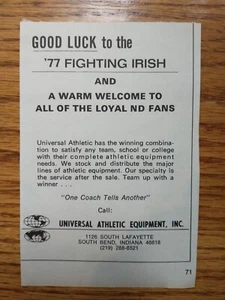 GOOD LUCK to the
'77 FIGHTING IRISH
AND
A WARM WELCOME TO
ALL OF THE LOYAL ND FANS
Universal Athletic has the winning combina-
tion to satisfy any team, school or college
with their complete athletic equipment
needs. We stock and distribute the major
lines of athletic equipment. Our specialty is
the service after the sale. Team up with a
winner . . .
"One Coach Tells Another"
Call:
UNIVERSAL ATHLETIC EQUIPMENT, INC.
1126 SOUTH LAFAYETTE
SOUTH BEND, INDIANA 46618
(219) 288-8321
71